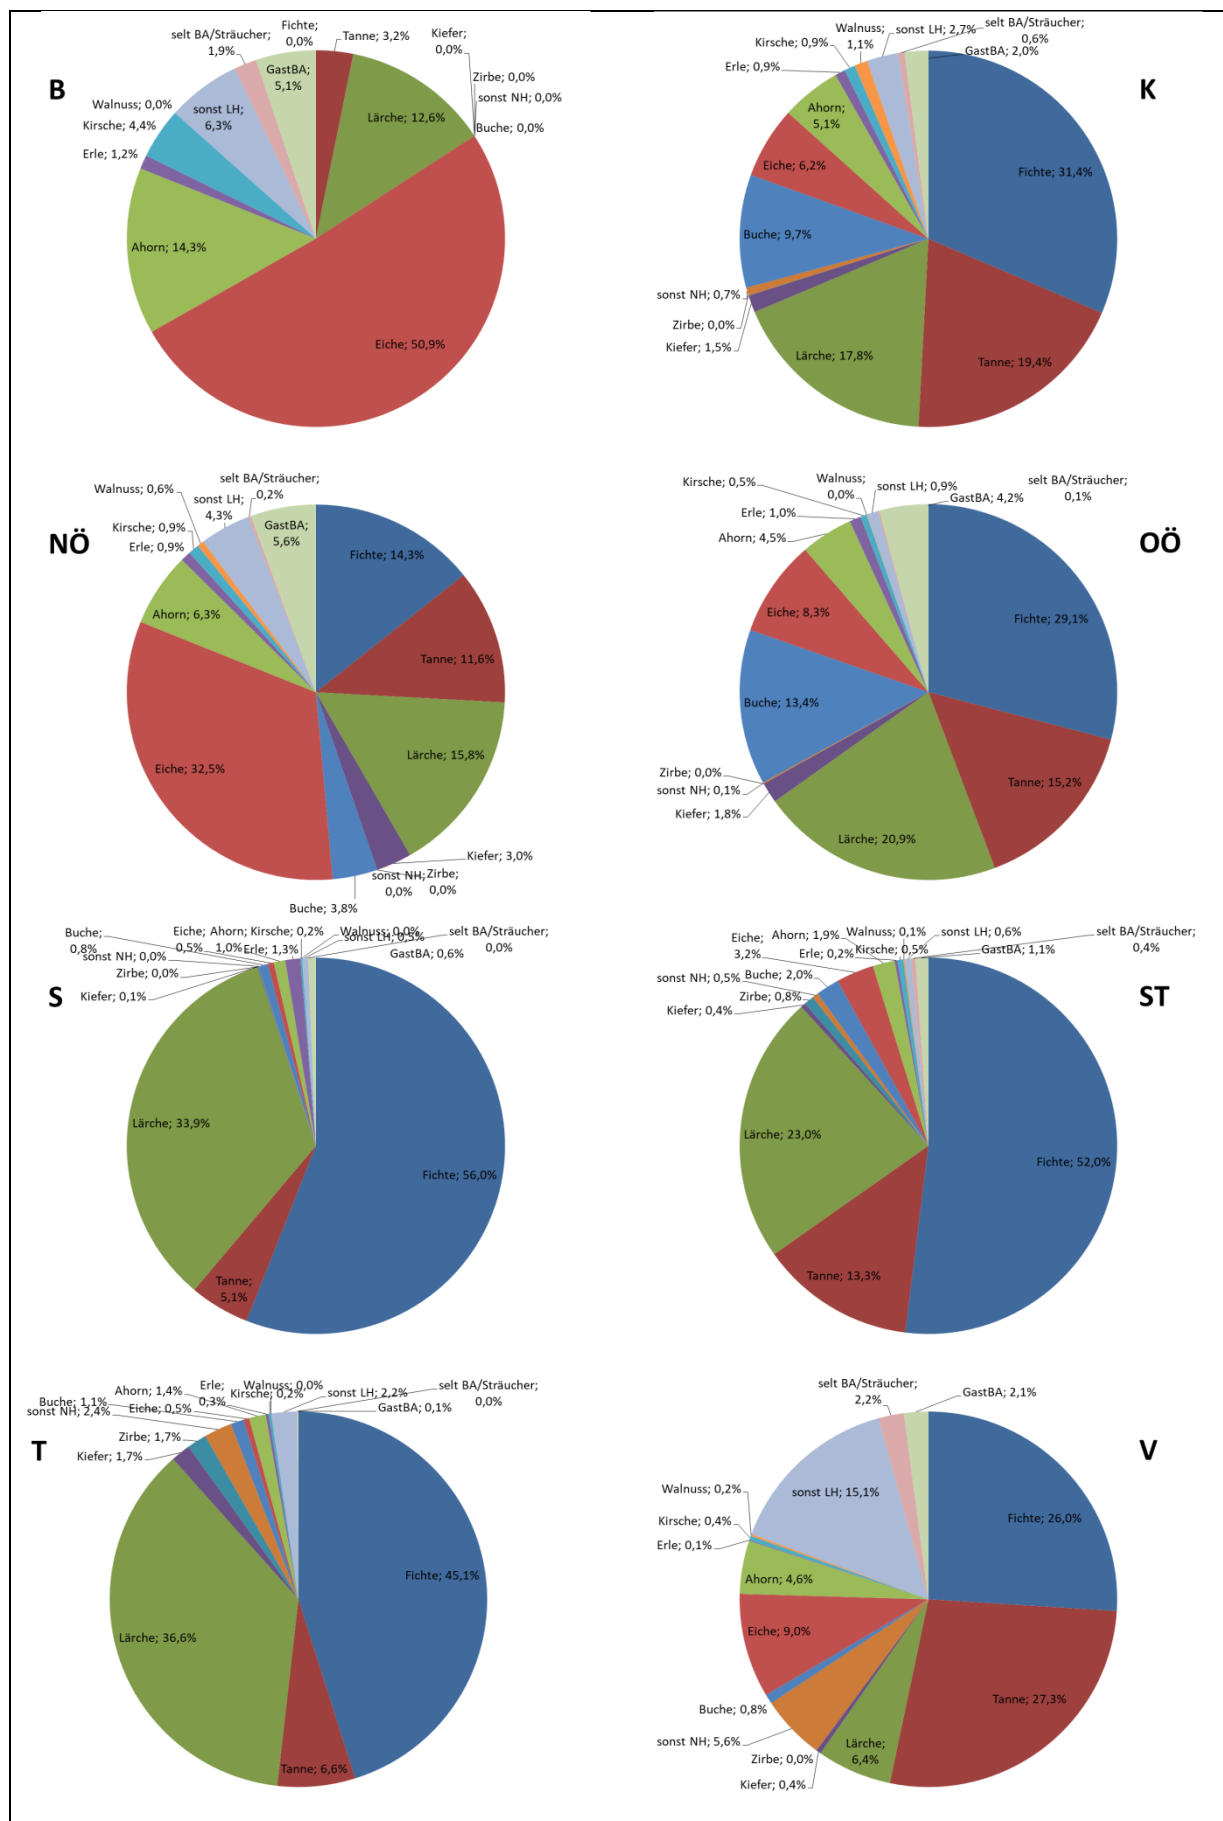 B
Fichte;
0,0%
Tanne; 3,2%
Kiefer;
0,0%
Zirbe; 0,0%
sonst NH; 0,0%
Buche; 0,0%
Lärche; 12,6%
Eiche; 50,9%
Ahorn; 14,3%
Erle; 1,2%
Kirsche; 4,4%
Walnuss; 0,0%
sonst LH;
6,3%
selt BA/Sträucher;
1,9%
GastBA;
5,1%
K
Fichte; 31,4%
Tanne; 19,4%
Lärche; 17,8%
Kiefer; 1,5%
Zirbe; 0,0%
sonst NH; 0,7%
Buche; 9,7%
Eiche; 6,2%
Ahorn;
5,1%
Erle; 0,9%
Kirsche; 0,9%
Walnuss;
1,1%
sonst LH; 2,7%
selt BA/Sträucher;
0,6%
GastBA; 2,0%
NÖ
Fichte; 14,3%
Tanne; 11,6%
Lärche; 15,8%
Kiefer; 3,0%
Zirbe;
0,0%
sonst NH;
0,0%
Buche; 3,8%
Eiche; 32,5%
Ahorn; 6,3%
Erle; 0,9%
Kirsche; 0,9%
Walnuss; 0,6%
sonst LH;
4,3%
selt BA/Sträucher;
0,2%
GastBA;
5,6%
OÖ
Fichte; 29,1%
Tanne; 15,2%
Lärche; 20,9%
Kiefer; 1,8%
sonst NH; 0,1%
Zirbe; 0,0%
Buche; 13,4%
Eiche; 8,3%
Ahorn; 4,5%
Erle; 1,0%
Kirsche; 0,5%
Walnuss;
0,0%
sonst LH; 0,9%
GastBA; 4,2%
selt BA/Sträucher;
0,1%
S
Fichte; 56,0%
Tanne;
5,1%
Lärche; 33,9%
Kiefer; 0,1%
Zirbe; 0,0%
sonst NH; 0,0%
Buche;
0,8%
Eiche;
0,5%
Ahorn;
1,0%
Erle; 1,3%
Kirsche; 0,2%
Walnuss; 0,0%
sonst LH; 0,5%
GastBA; 0,6%
selt BA/Sträucher;
0,0%
ST
Fichte; 52,0%
Tanne; 13,3%
Lärche;
23,0%
Kiefer; 0,4%
Zirbe; 0,8%
sonst NH; 0,5%
Buche; 2,0%
Eiche;
3,2%
Ahorn; 1,9%
Erle; 0,2%
Kirsche; 0,5%
Walnuss; 0,1%
sonst LH; 0,6%
GastBA; 1,1%
selt BA/Sträucher;
0,4%
T
Fichte; 45,1%
Tanne; 6,6%
Lärche;
36,6%
Kiefer; 1,7%
Zirbe; 1,7%
sonst NH; 2,4%
Buche; 1,1%
Eiche; 0,5%
Ahorn; 1,4%
Erle;
0,3%
Kirsche; 0,2%
Walnuss; 0,0%
sonst LH; 2,2%
GastBA; 0,1%
selt BA/Sträucher;
0,0%
V
Fichte; 26,0%
Tanne; 27,3%
Lärche;
6,4%
Kiefer; 0,4%
Zirbe; 0,0%
sonst NH; 5,6%
Buche; 0,8%
Eiche; 9,0%
Ahorn; 4,6%
Erle; 0,1%
Kirsche; 0,4%
Walnuss; 0,2%
sonst LH; 15,1%
selt BA/Sträucher;
2,2%
GastBA; 2,1%